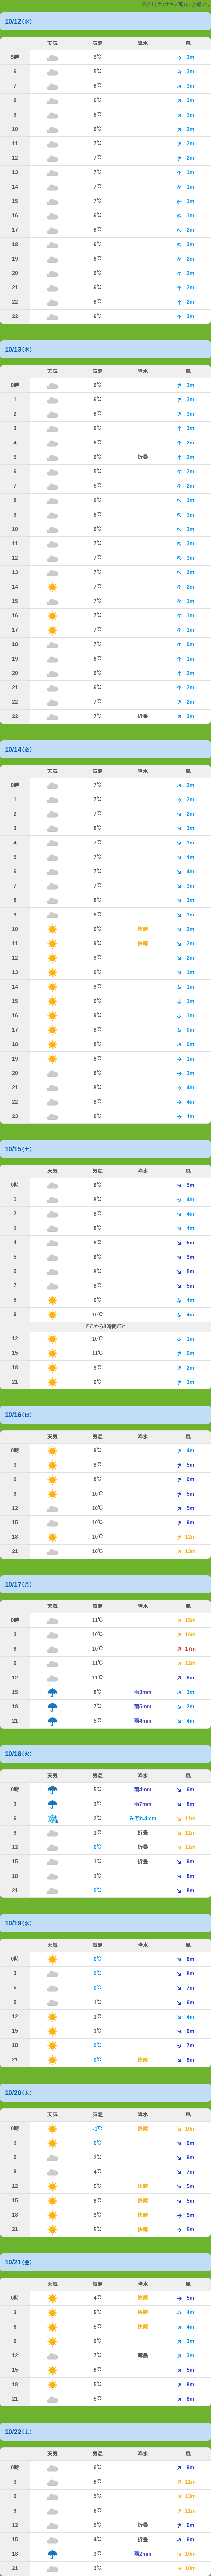 10/12(水)
天気 気温 降水 風
5時 5℃ 3m
6 5℃ 3m
7 6℃ 3m
8 6℃ 3m
9 6℃ 3m
10 6℃ 2m
11 7℃ 2m
12 7℃ 2m
13 7℃ 1m
14 7℃ 1m
15 7℃ 1m
16 6℃ 1m
17 6℃ 2m
18 6℃ 2m
19 6℃ 2m
20 6℃ 2m
21 6℃ 2m
22 6℃ 2m
23 6℃ 3m
10/13(木)
天気 気温 降水 風
0時 6℃ 3m
1 6℃ 3m
2 6℃ 3m
3 6℃ 3m
4 6℃ 2m
5 6℃ 折曇 2m
6 5℃ 2m
7 5℃ 2m
8 6℃ 3m
9 6℃ 3m
10 6℃ 3m
11 7℃ 3m
12 7℃ 3m
13 7℃ 2m
14 7℃ 2m
15 7℃ 1m
16 7℃ 1m
17 7℃ 1m
18 7℃ 0m
19 6℃ 1m
20 6℃ 2m
21 6℃ 2m
22 7℃ 2m
23 7℃ 折曇 2m
10/14(金)
天気 気温 降水 風
0時 7℃ 2m
1 7℃ 2m
2 7℃ 2m
3 8℃ 3m
4 7℃ 3m
5 7℃ 4m
6 7℃ 4m
7 7℃ 3m
8 8℃ 3m
9 8℃ 3m
10 9℃ 快晴 2m
11 9℃ 快晴 2m
12 9℃ 2m
13 9℃ 1m
14 9℃ 1m
15 9℃ 1m
16 9℃ 1m
17 8℃ 0m
18 8℃ 0m
19 8℃ 1m
20 8℃ 3m
21 8℃ 4m
22 8℃ 4m
23 8℃ 4m
10/15(土)
天気 気温 降水 風
0時 8℃ 5m
1 8℃ 4m
2 8℃ 4m
3 8℃ 4m
4 8℃ 5m
5 8℃ 5m
6 8℃ 5m
7 8℃ 5m
8 9℃ 4m
9 10℃ 4m
ここから3時間ごと
12 10℃ 1m
15 11℃ 0m
18 9℃ 2m
21 9℃ 3m
10/16(日)
天気 気温 降水 風
0時 9℃ 4m
3 8℃ 5m
6 8℃ 6m
9 10℃ 5m
12 10℃ 5m
15 10℃ 9m
18 10℃ 12m
21 10℃ 13m
10/17(月)
天気 気温 降水 風
0時 11℃ 15m
3 10℃ 16m
6 10℃ 17m
9 11℃ 12m
12 11℃ 8m
15 8℃ 雨3mm 3m
18 7℃ 雨5mm 2m
21 5℃ 雨4mm 4m
10/18(火)
天気 気温 降水 風
0時 5℃ 雨4mm 6m
3 3℃ 雨7mm 8m
6 2℃ みぞれ4mm 11m
9 1℃ 折曇 11m
12 0℃ 折曇 11m
15 1℃ 折曇 9m
18 1℃ 8m
21 0℃ 8m
10/19(水)
天気 気温 降水 風
0時 0℃ 8m
3 0℃ 8m
6 0℃ 7m
9 1℃ 6m
12 1℃ 4m
15 1℃ 6m
18 0℃ 7m
21 0℃ 快晴 8m
10/20(木)
天気 気温 降水 風
0時 -1℃ 快晴 10m
3 0℃ 9m
6 2℃ 9m
9 4℃ 7m
12 5℃ 快晴 5m
15 6℃ 快晴 5m
18 5℃ 快晴 5m
21 5℃ 快晴 5m
10/21(金)
天気 気温 降水 風
0時 4℃ 快晴 5m
3 5℃ 快晴 4m
6 5℃ 快晴 4m
9 6℃ 3m
12 7℃ 薄曇 3m
15 6℃ 5m
18 5℃ 8m
21 5℃ 8m
10/22(土)
天気 気温 降水 風
0時 6℃ 9m
3 6℃ 11m
6 5℃ 13m
9 6℃ 11m
12 5℃ 折曇 9m
15 4℃ 折曇 6m
18 3℃ 雨2mm 10m
21 3℃ 10m